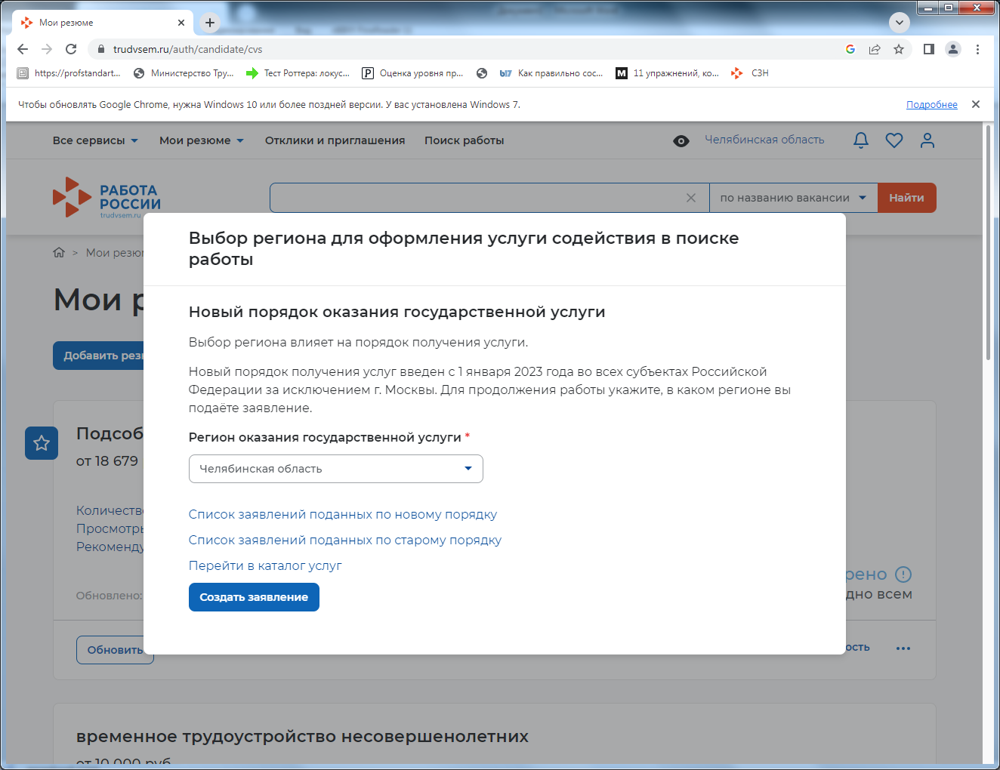 Мои резюме
trudvsem.ru/auth/candidate/cvs
https://profstandart...
Министерство Тру...
Тест Роттера: локус...
Оценка уровня пр...
b17
Как правильно сос...
11 упражнений, ко...
СЗН
Чтобы обновлять Google Chrome, нужна Windows 10 или более поздней версии. У вас установлена Windows 7.
Подробнее
Все сервисы
Мои резюме
Отклики и приглашения
Поиск работы
Челябинская область
РАБОТА
РОССИИ
trudvsem.ru
по названию вакансии
Найти
Выбор региона для оформления услуги содействия в поиске
работы
> Мои резю
Мои р
Новый порядок оказания государственной услуги
Выбор региона влияет на порядок получения услуги.
Добавить рез
Новый порядок получения услуг введен с 1 января 2023 года во всех субъектах Российской
Федерации за исключением г. Москвы. Для продолжения работы укажите, в каком регионе вы
подаёте заявление.
Подсоб
от 18 679
Регион оказания государственной услуги *
Челябинская область
Количеств
Просмотр
Рекоменду
Список заявлений поданных по новому порядку
Список заявлений поданных по старому порядку
Перейти в каталог услуг
Создать заявление
рено
дно всем
Обновлено:
Обновить
ость
временное трудоустройство несовершенолетних
от 10 000 руб